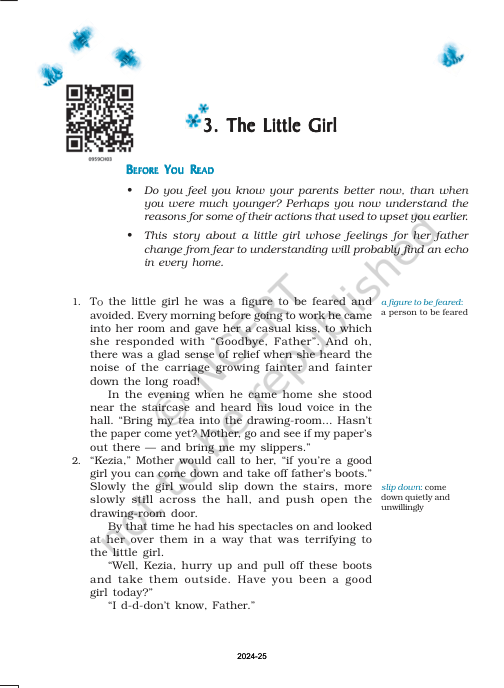 0959CH03
3. The Little Girl
BEFORE YOU READ
• Do you feel you know your parents better now, than when
you were much younger? Perhaps you now understand the
reasons for some of their actions that used to upset you earlier.
• This story about a little girl whose feelings for her father
change from fear to understanding will probably find an echo
in every home.
1. To the little girl he was a figure to be feared and
avoided. Every morning before going to work he came
into her room and gave her a casual kiss, to which
she responded with “Goodbye, Father”. And oh,
there was a glad sense of relief when she heard the
noise of the carriage growing fainter and fainter
down the long road!
In the evening when he came home she stood
near the staircase and heard his loud voice in the
hall. “Bring my tea into the drawing-room... Hasn’t
the paper come yet? Mother, go and see if my paper’s
out there — and bring me my slippers.”
2. “Kezia,” Mother would call to her, “if you’re a good
girl you can come down and take off father’s boots.”
Slowly the girl would slip down the stairs, more
slowly still across the hall, and push open the
drawing-room door.
By that time he had his spectacles on and looked
at her over them in a way that was terrifying to
the little girl.
“Well, Kezia, hurry up and pull off these boots
and take them outside. Have you been a good
girl today?”
“I d-d-don’t know, Father.”
a figure to be feared:
a person to be feared
slip down: come
down quietly and
unwillingly
© NCERT
not to be republished
2024-25